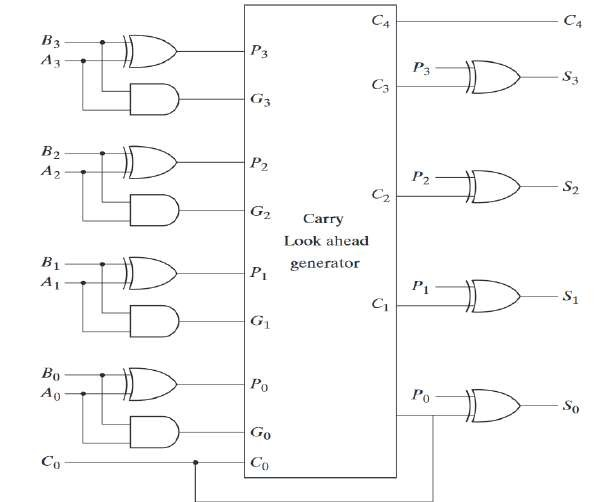 C4 C4
B3 P3 P3 S3
A3 C3
G3
B2 P2 P2 S2
A2 C2
G2
Carry
Look ahead
generator
B1 P1 P1 S1
A1 C1
G1
B0 P0 P0 S0
A0
G0
C0 C0